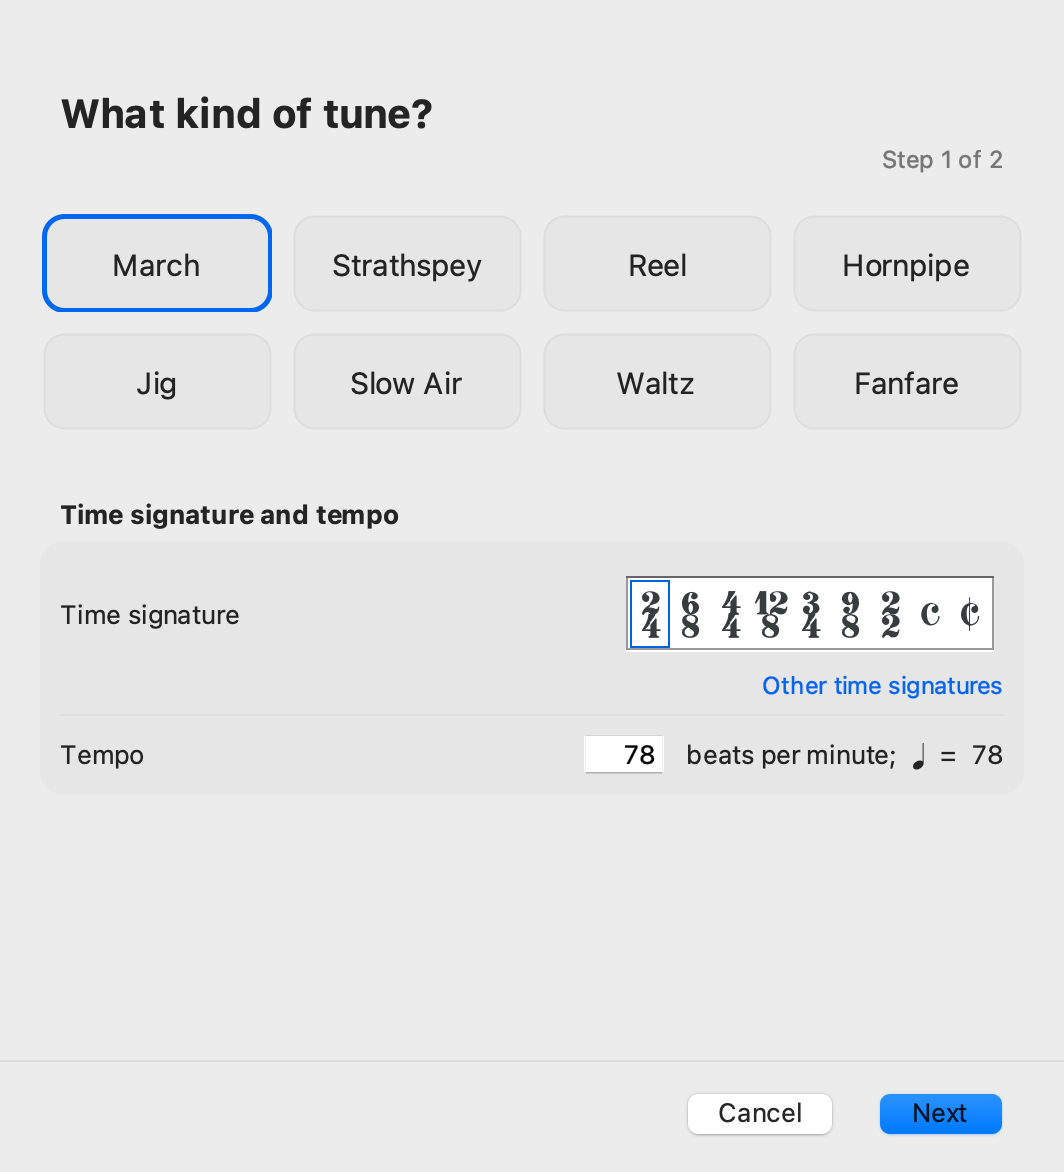 What kind of tune?
Step 1 of 2
March Strathspey Reel Hornpipe
Jig Slow Air Waltz Fanfare
Time signature and tempo
Time signature 2/4 6/8 4/4 12/8 3/4 9/8 2/2 𝄴 𝄵
Other time signatures
Tempo 78 beats per minute; ♩ = 78
Cancel Next